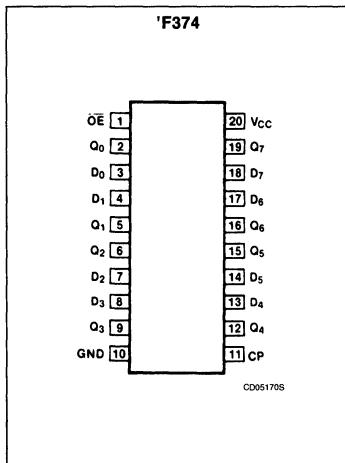 'F374
OE 1 20 VCC
Q0 2 19 Q7
D0 3 18 D7
D1 4 17 D6
Q1 5 16 Q6
Q2 6 15 Q5
D2 7 14 D5
D3 8 13 D4
Q3 9 12 Q4
GND 10 11 CP
CD05170S